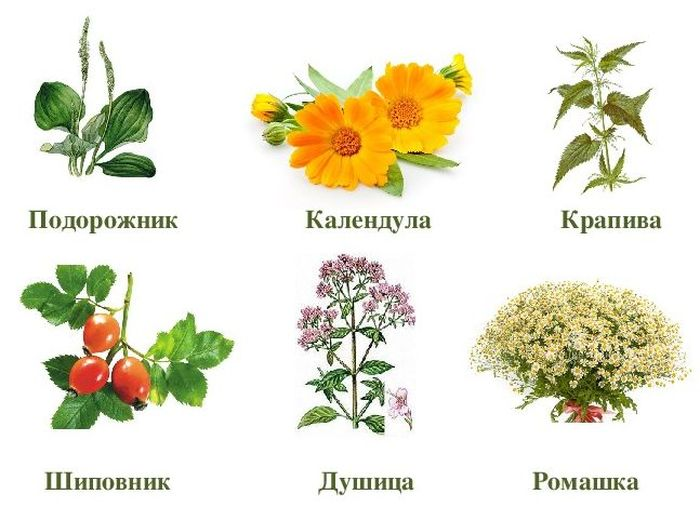 Подорожник
Календула
Крапива
Шиповник
Душица
Ромашка